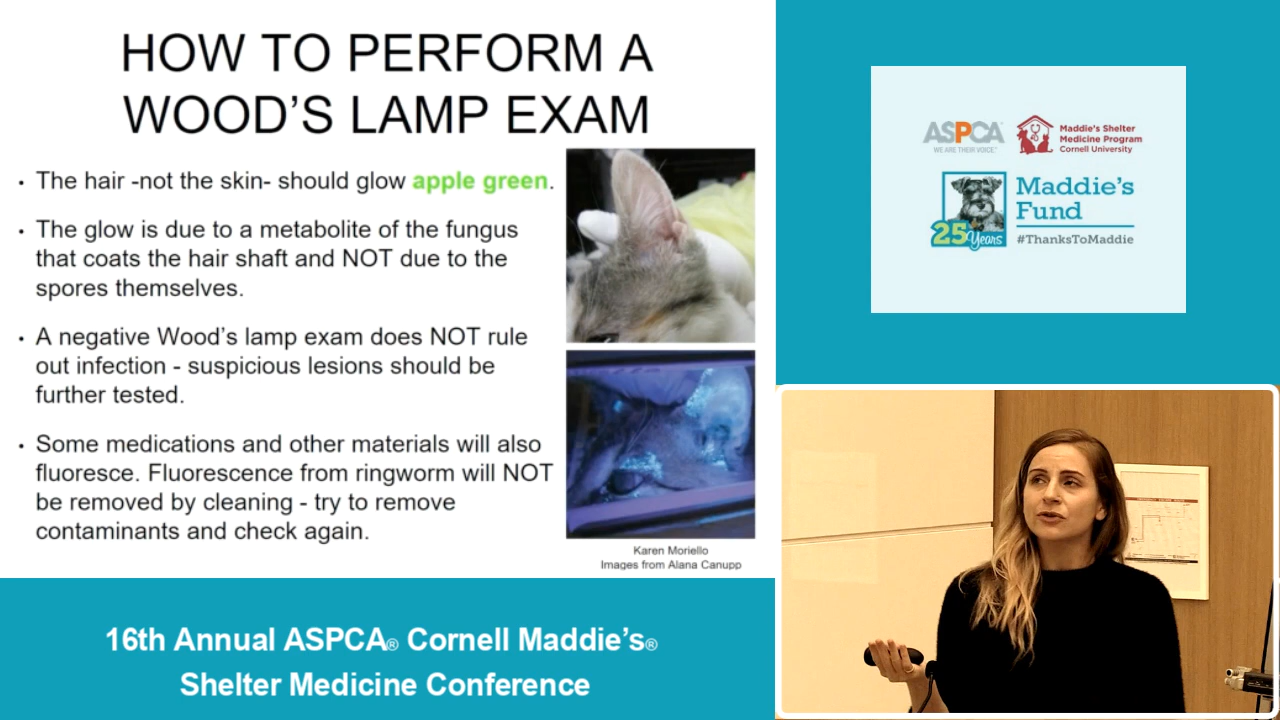 HOW TO PERFORM A
WOOD'S LAMP EXAM
• The hair -not the skin- should glow apple green.
• The glow is due to a metabolite of the fungus
that coats the hair shaft and NOT due to the
spores themselves.
• A negative Wood's lamp exam does NOT rule
out infection - suspicious lesions should be
further tested.
• Some medications and other materials will also
fluoresce. Fluorescence from ringworm will NOT
be removed by cleaning - try to remove
contaminants and check again.
Karen Moriello
Images from Alana Canupp
16th Annual ASPCA® Cornell Maddie's®
Shelter Medicine Conference
ASPCA
WE ARE THEIR VOICE.™
Maddie's Shelter
Medicine Program
Cornell University
Maddie's
Fund
25 Years
#ThanksToMaddie